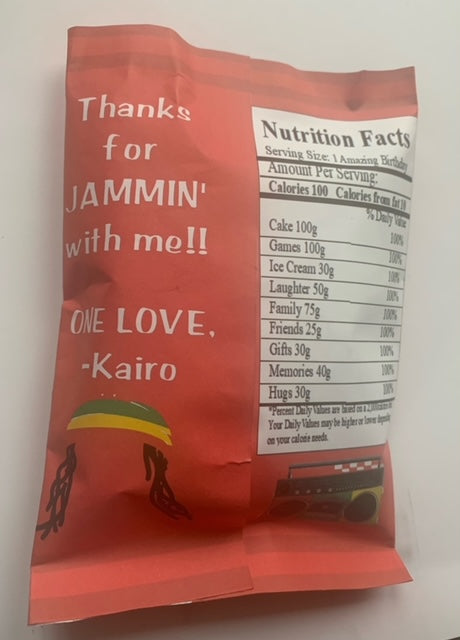 Thanks
for
JAMMIN'
with me!!
ONE LOVE,
-Kairo
Nutrition Facts
Serving Size: 1 Amazing Birthday
Amount Per Serving:
Calories 100 Calories from fat 10
% Daily Value
Cake 100g 100%
Games 100g 100%
Ice Cream 30g 100%
Laughter 50g 100%
Family 75g 100%
Friends 25g 100%
Gifts 30g 100%
Memories 40g 100%
Hugs 30g 100%
*Percent Daily Values are based on a
Your Daily Values may be higher or lower depending
on your calorie needs.